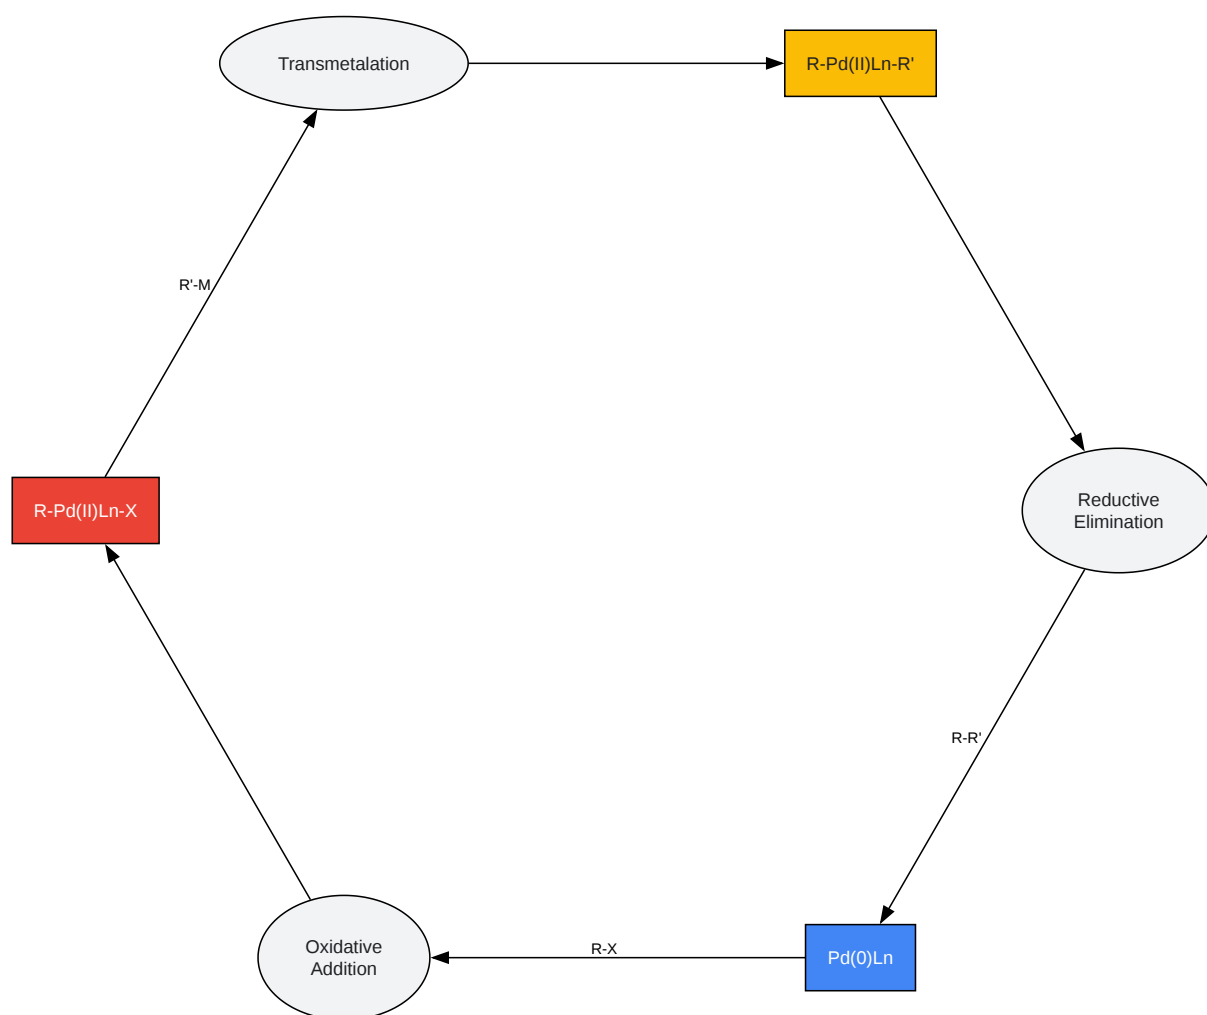 Transmetalation
R-Pd(II)Ln-R'
R'-M
R-Pd(II)Ln-X
Reductive
Elimination
R-R'
Oxidative
Addition
R-X
Pd(0)Ln